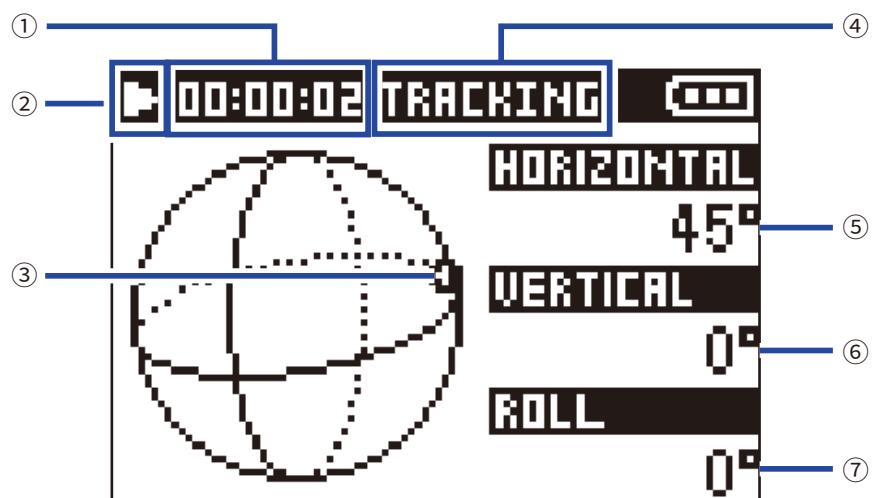 ① ④
② 00:00:02 TRACKING
HORIZONTAL
45° ⑤
③ VERTICAL
0° ⑥
ROLL
0° ⑦